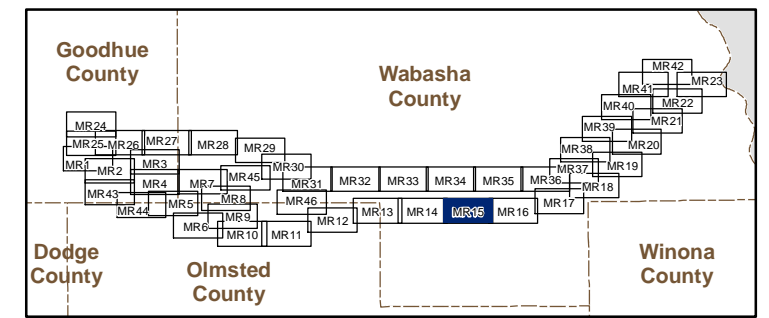 Goodhue
County
Wabasha
County
MR42
MR41
MR23
MR40
MR22
MR24
MR39
MR21
MR25
MR26
MR27
MR28
MR29
MR38
MR20
MR1
MR2
MR3
MR30
MR37
MR19
MR43
MR4
MR7
MR45
MR31
MR32
MR33
MR34
MR35
MR36
MR18
MR44
MR5
MR8
MR46
MR17
MR6
MR9
MR12
MR13
MR14
MR15
MR16
MR10
MR11
Dodge
County
Olmsted
County
Winona
County